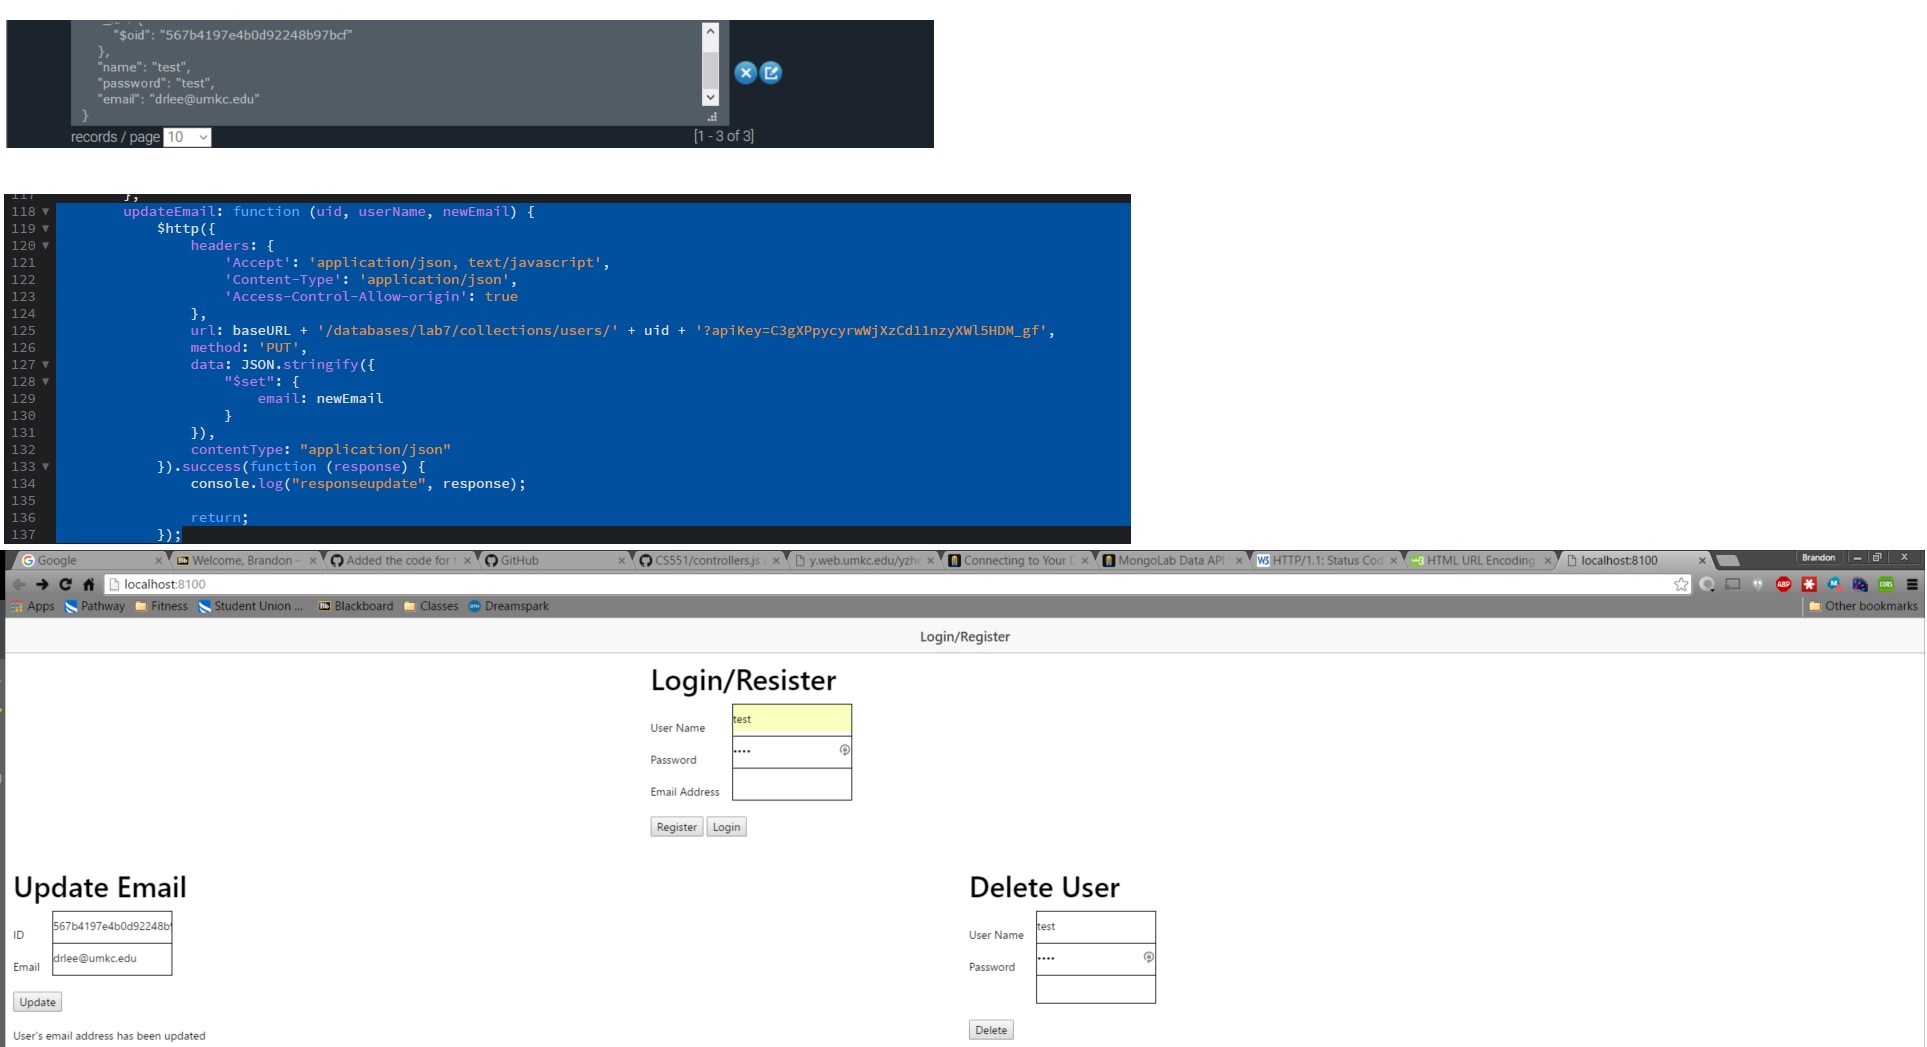 "$oid": "567b4197e4b0d92248b97bcf"
},
"name": "test",
"password": "test",
"email": "drlee@umkc.edu"
}
records / page 10 [1 - 3 of 3]
117 },
118 updateEmail: function (uid, userName, newEmail) {
119 $http({
120 headers: {
121 'Accept': 'application/json, text/javascript',
122 'Content-Type': 'application/json',
123 'Access-Control-Allow-origin': true
124 },
125 url: baseURL + '/databases/lab7/collections/users/' + uid + '?apiKey=C3gXPpycyrwWjXzCd11nzyXWl5HDM_gf',
126 method: 'PUT',
127 data: JSON.stringify({
128 "$set": {
129 email: newEmail
130 }
131 }),
132 contentType: "application/json"
133 }).success(function (response) {
134 console.log("responseupdate", response);
135
136 return;
137 });
Google Welcome, Brandon – Added the code for GitHub CS551/controllers.js y.web.umkc.edu/yzh Connecting to Your MongoLab Data API HTTP/1.1: Status Cod HTML URL Encoding localhost:8100 Brandon
localhost:8100
Apps Pathway Fitness Student Union ... Blackboard Classes Dreamspark Other bookmarks
Login/Register
Login/Resister
User Name test
Password ••••
Email Address
Register Login
Update Email
ID 567b4197e4b0d92248b
Email drlee@umkc.edu
Update
User's email address has been updated
Delete User
User Name test
Password ••••
Delete